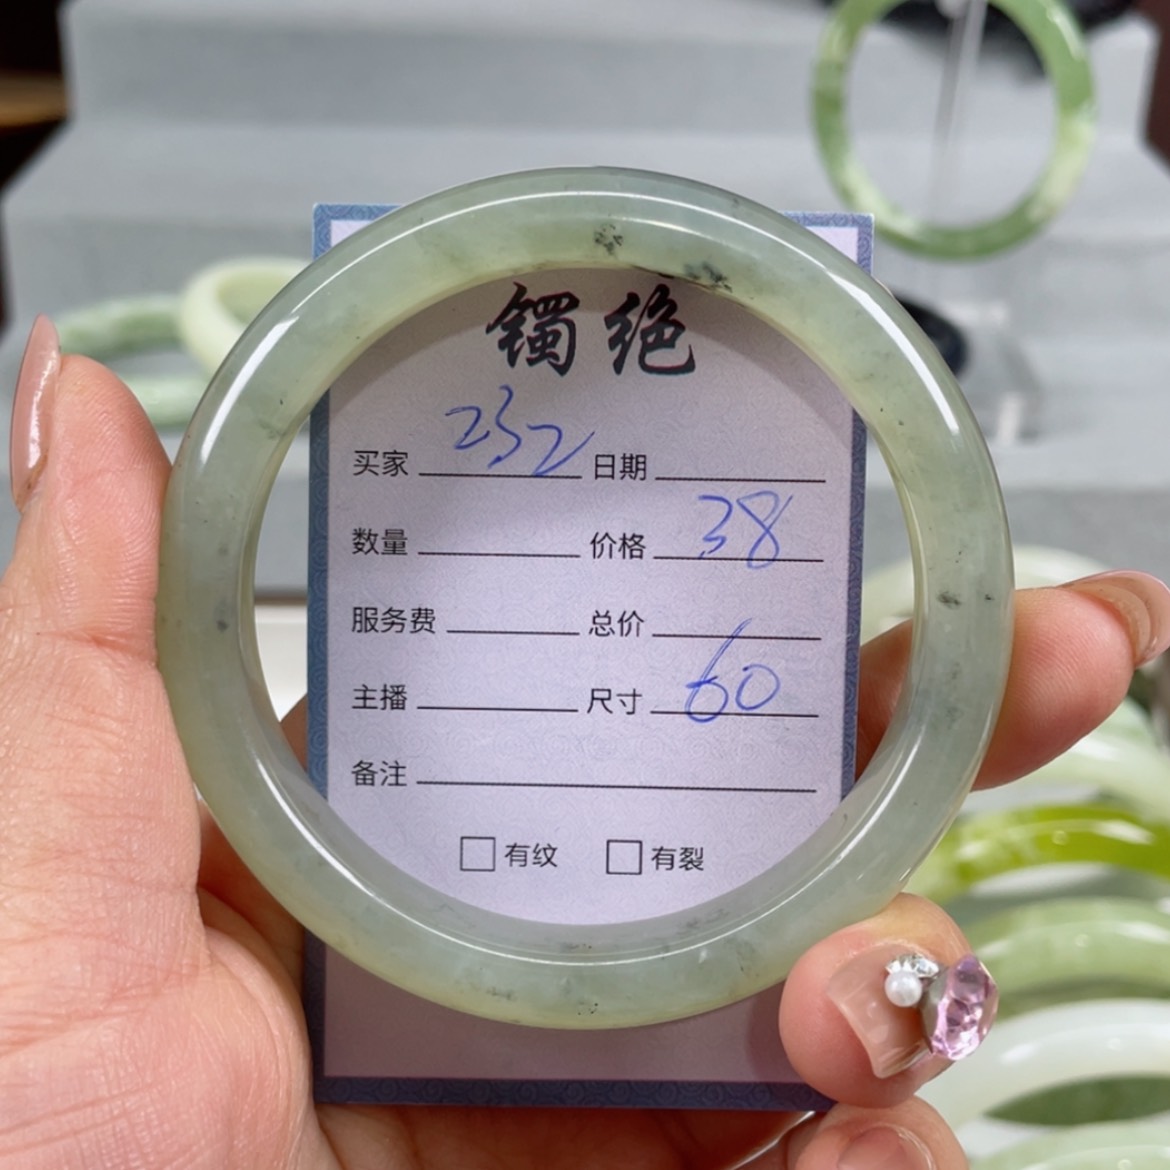 镯绝
买家 232 日期
数量 价格 38
服务费 总价
主播 尺寸 60
备注
□有纹 □有裂